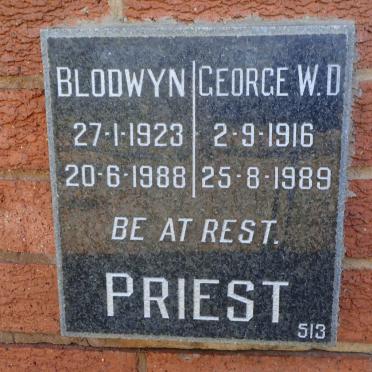 BLODWYN GEORGE W.D
27-1-1923 2-9-1916
20-6-1988 25-8-1989
BE AT REST.
PRIEST
513